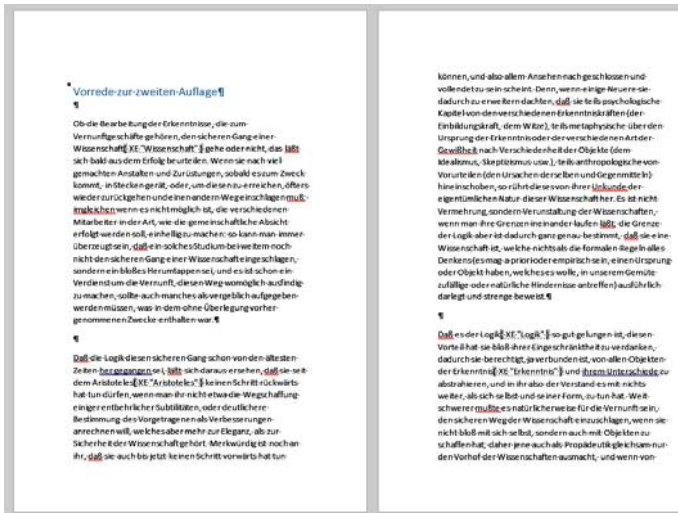 Vorrede·zur·zweiten·Auflage¶
¶
Ob·die·Bearbeitung·der·Erkenntnisse,·die·zum·
Vernunftgeschäfte·gehören,·den·sicheren·Gang·einer·
Wissenschaft{·XE·"Wissenschaft"·}·gehe·oder·nicht,·das·läßt·
sich·bald·aus·dem·Erfolg·beurteilen.·Wenn·sie·nach·viel·
gemachten·Anstalten·und·Zurüstungen,·sobald·es·zum·Zweck·
kommt,·in·Stecken·gerät,·oder,·um·diesen·zu·erreichen,·öfters·
wieder·zurückgehen·und·einen·andern·Weg·einschlagen·muß;·
imgleichen·wenn·es·nicht·möglich·ist,·die·verschiedenen·
Mitarbeiter·in·der·Art,·wie·die·gemeinschaftliche·Absicht·
erfolgt·werden·soll,·einhellig·zu·machen:·so·kann·man·immer·
überzeugt·sein,·daß·ein·solches·Studium·bei·weitem·noch·
nicht·den·sicheren·Gang·einer·Wissenschaft·eingeschlagen,·
sondern·ein·bloßes·Herumtappen·sei,·und·es·ist·schon·ein·
Verdienst·um·die·Vernunft,·diesen·Weg·womöglich·ausfindig·
zu·machen,·sollte·auch·manches·als·vergeblich·aufgegeben·
werden·müssen,·was·in·dem·ohne·Überlegung·vorher·
genommenen·Zwecke·enthalten·war.¶
¶
Daß·die·Logik·diesen·sicheren·Gang·schon·von·den·ältesten·
Zeiten·her·gegangen·sei,·läßt·sich·daraus·ersehen,·daß·sie·seit·
dem·Aristoteles{·XE·"Aristoteles"·}·keinen·Schritt·rückwärts·
hat·tun·dürfen,·wenn·man·ihr·nicht·etwa·die·Wegschaffung·
einiger·entbehrlicher·Subtilitäten,·oder·deutlichere·
Bestimmung·des·Vorgetragenen·als·Verbesserungen·
anrechnen·will,·welches·aber·mehr·zur·Eleganz,·als·zur·
Sicherheit·der·Wissenschaft·gehört.·Merkwürdig·ist·noch·an·
ihr,·daß·sie·auch·bis·jetzt·keinen·Schritt·vorwärts·hat·tun·
können,·und·also·allem·Ansehen·nach·geschlossen·und·
vollendet·zu·sein·scheint.·Denn,·wenn·einige·Neuere·sie·
dadurch·zu·erweitern·dachten,·daß·sie·teils·psychologische·
Kapitel·von·den·verschiedenen·Erkenntniskräften·(der·
Einbildungskraft,·dem·Witze),·teils·metaphysische·über·den·
Ursprung·der·Erkenntnis·oder·der·verschiedenen·Art·der·
Gewißheit·nach·Verschiedenheit·der·Objekte·(dem·
Idealismus,·Skeptizismus·usw.),·teils·anthropologische·von·
Vorurteilen·(den·Ursachen·derselben·und·Gegenmitteln)·
hineinschoben,·so·rührt·dieses·von·ihrer·Unkunde·der·
eigentümlichen·Natur·dieser·Wissenschaft·her.·Es·ist·nicht·
Vermehrung,·sondern·Verunstaltung·der·Wissenschaften,·
wenn·man·ihre·Grenzen·ineinander·laufen·läßt;·die·Grenze·
der·Logik·aber·ist·dadurch·ganz·genau·bestimmt,·daß·sie·eine·
Wissenschaft·ist,·welche·nichts·als·die·formalen·Regeln·alles·
Denkens·(es·mag·a·priori·oder·empirisch·sein,·einen·Ursprung·
oder·Objekt·haben,·welches·es·wolle,·in·unserem·Gemüte·
zufällige·oder·natürliche·Hindernisse·antreffen)·ausführlich·
darlegt·und·strenge·beweist.¶
¶
Daß·es·der·Logik{·XE·"Logik"·}·so·gut·gelungen·ist,·diesen·
Vorteil·hat·sie·bloß·ihrer·Eingeschränktheit·zu·verdanken,·
dadurch·sie·berechtigt,·ja·verbunden·ist,·von·allen·Objekten·
der·Erkenntnis{·XE·"Erkenntnis"·}·und·ihrem·Unterschiede·zu·
abstrahieren,·und·in·ihr·also·der·Verstand·es·mit·nichts·
weiter,·als·sich·selbst·und·seiner·Form,·zu·tun·hat.·Weit·
schwerer·mußte·es·natürlicherweise·für·die·Vernunft·sein,·
den·sicheren·Weg·der·Wissenschaft·einzuschlagen,·wenn·sie·
nicht·bloß·mit·sich·selbst,·sondern·auch·mit·Objekten·zu·
schaffen·hat;·daher·jene·auch·als·Propädeutik·gleichsam·nur·
den·Vorhof·der·Wissenschaften·ausmacht,·und·wenn·von·